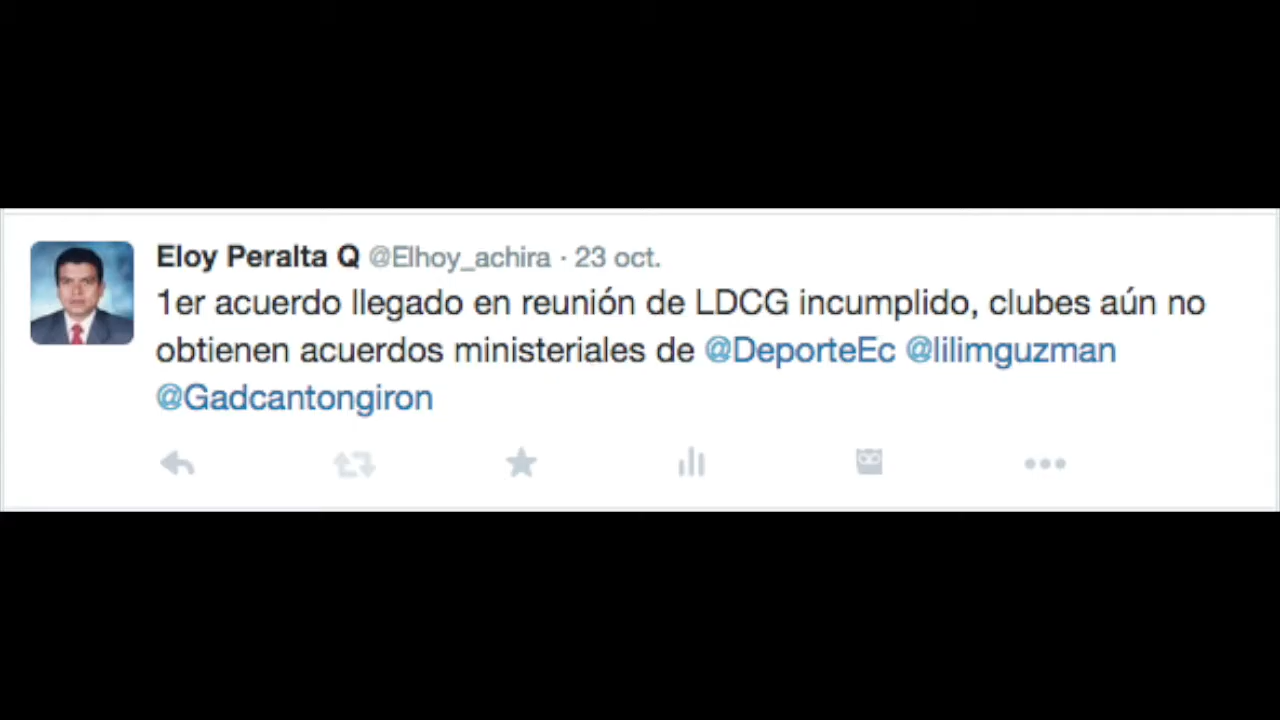 Eloy Peralta Q @Elhoy_achira · 23 oct.
1er acuerdo llegado en reunión de LDCG incumplido, clubes aún no
obtienen acuerdos ministeriales de @DeporteEc @lilimguzman
@Gadcantongiron